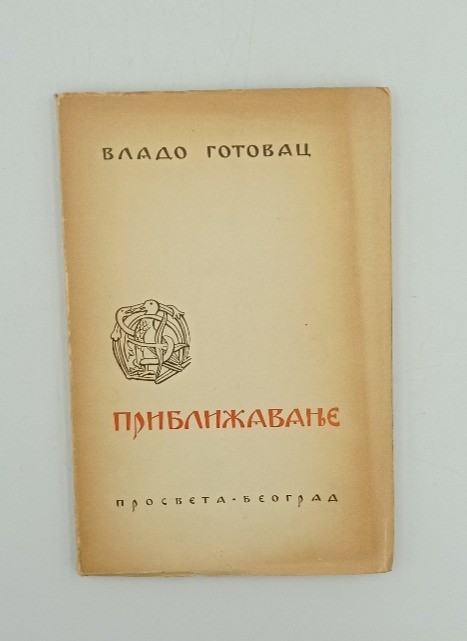 ВЛАДО ГОТОВАЦ
ПРИБЛИЖАВАЊЕ
ПРОСВЕТА·БЕОГРАД